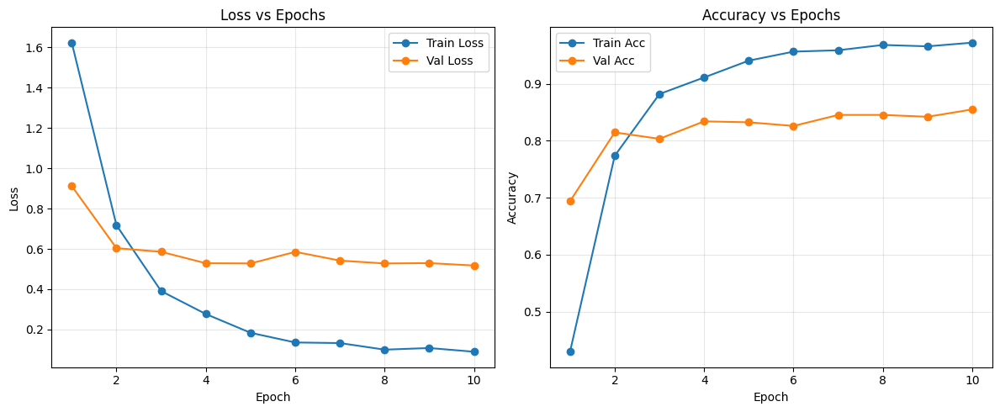 Loss vs Epochs
Train Loss
Val Loss
1.6
1.4
1.2
1.0
0.8
0.6
0.4
0.2
Loss
2
4
6
8
10
Epoch
Accuracy vs Epochs
Train Acc
Val Acc
0.9
0.8
0.7
0.6
0.5
Accuracy
2
4
6
8
10
Epoch